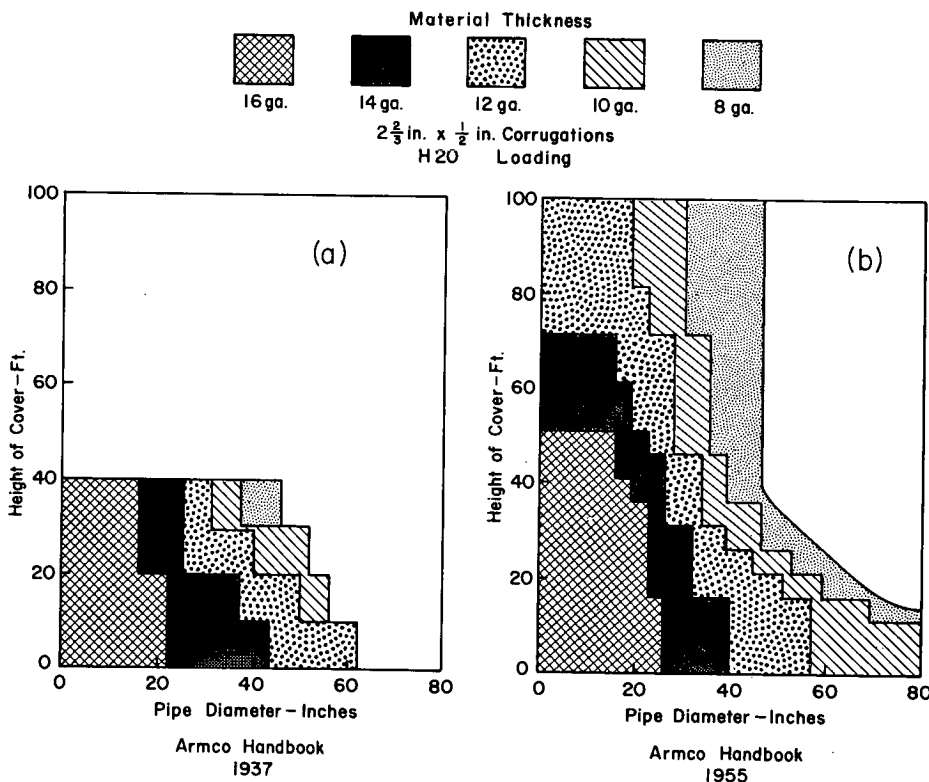 Material Thickness
16 ga.
14 ga.
12 ga.
10 ga.
8 ga.
2 2/3 in. x 1/2 in. Corrugations
H20 Loading
100
80
60
40
20
0
Height of Cover-Ft.
(a)
0
20
40
60
80
Pipe Diameter-Inches
Armco Handbook
1937
100
80
60
40
20
0
Height of Cover-Ft.
(b)
0
20
40
60
80
Pipe Diameter-Inches
Armco Handbook
1955